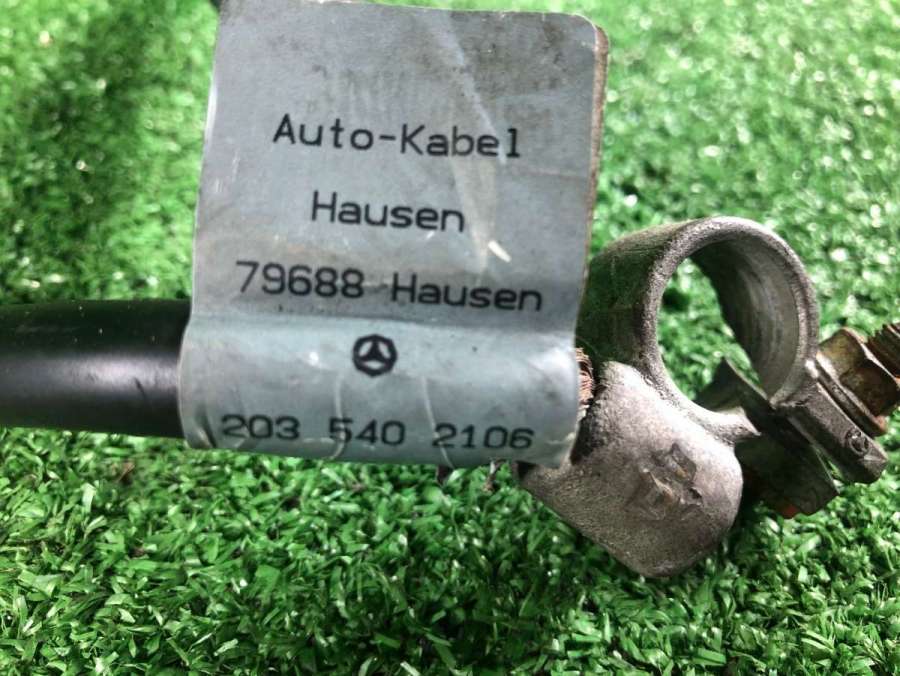 Auto-Kabel
Hausen
79688 Hausen
203 540 2106